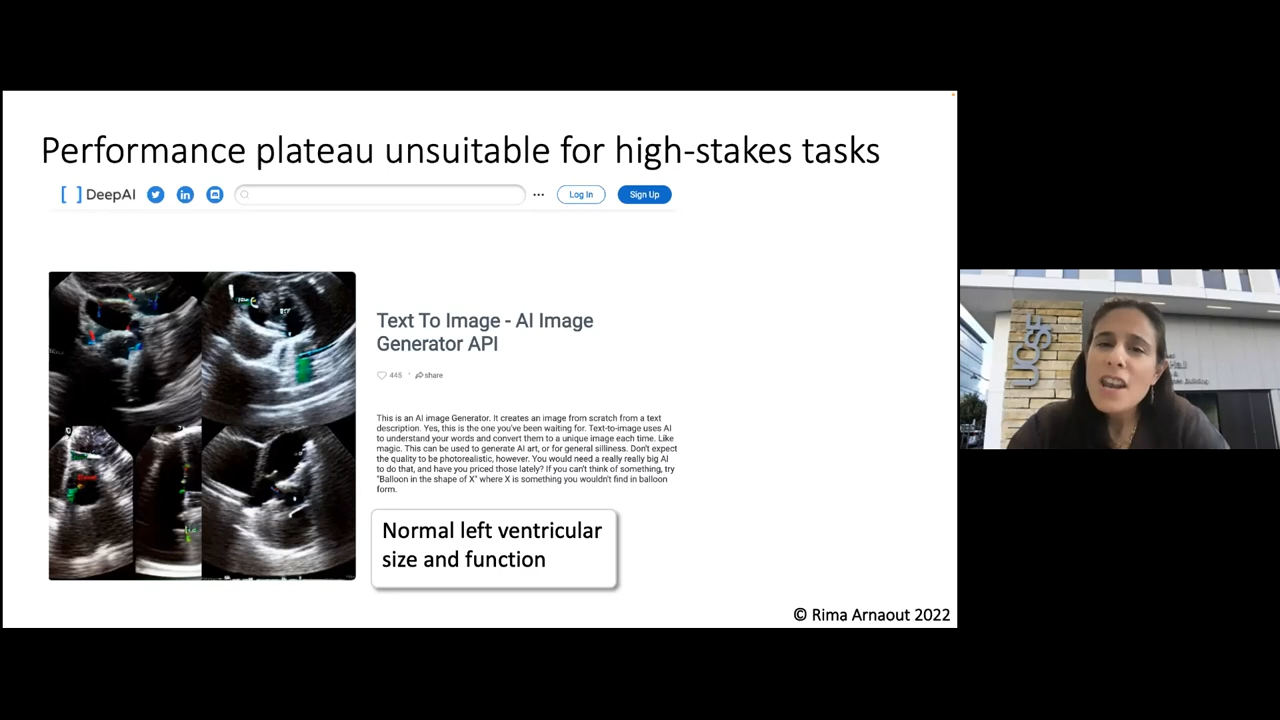 Performance plateau unsuitable for high-stakes tasks
[ ] DeepAI
Log In
Sign Up
Text To Image - AI Image
Generator API
445
share
This is an AI image Generator. It creates an image from scratch from a text
description. Yes, this is the one you've been waiting for. Text-to-image uses AI
to understand your words and convert them to a unique image each time. Like
magic. This can be used to generate AI art, or for general silliness. Don't expect
the quality to be photorealistic, however. You would need a really really big AI
to do that, and have you priced those lately? If you can't think of something, try
"Balloon in the shape of X" where X is something you wouldn't find in balloon
form.
Normal left ventricular
size and function
© Rima Arnaout 2022
UCSF
Hall
Building